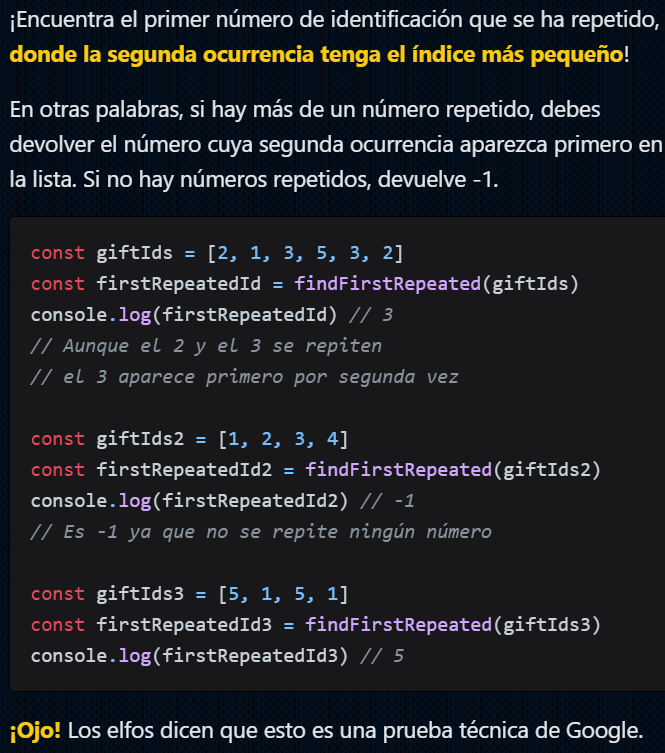 ¡Encuentra el primer número de identificación que se ha repetido,
donde la segunda ocurrencia tenga el índice más pequeño!
En otras palabras, si hay más de un número repetido, debes
devolver el número cuya segunda ocurrencia aparezca primero en
la lista. Si no hay números repetidos, devuelve -1.
const giftIds = [2, 1, 3, 5, 3, 2]
const firstRepeatedId = findFirstRepeated(giftIds)
console.log(firstRepeatedId) // 3
// Aunque el 2 y el 3 se repiten
// el 3 aparece primero por segunda vez
const giftIds2 = [1, 2, 3, 4]
const firstRepeatedId2 = findFirstRepeated(giftIds2)
console.log(firstRepeatedId2) // -1
// Es -1 ya que no se repite ningún número
const giftIds3 = [5, 1, 5, 1]
const firstRepeatedId3 = findFirstRepeated(giftIds3)
console.log(firstRepeatedId3) // 5
¡Ojo! Los elfos dicen que esto es una prueba técnica de Google.